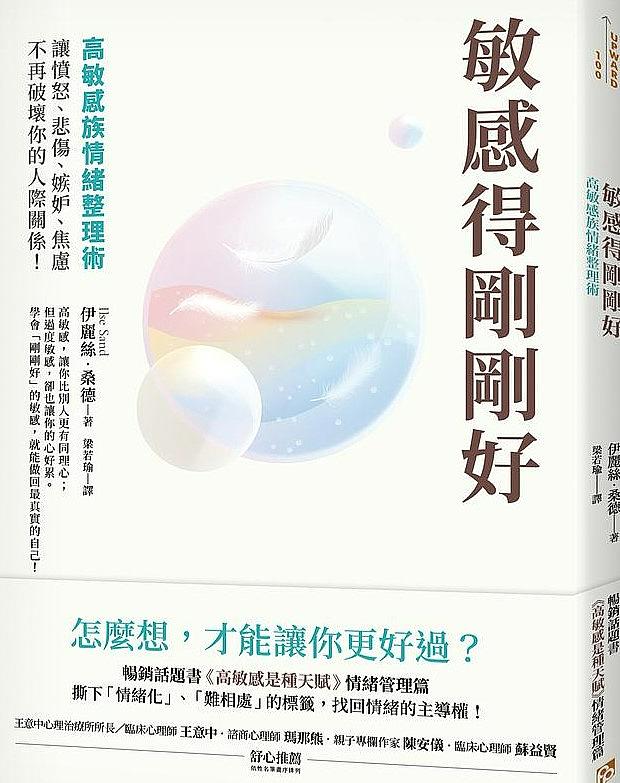 敏感得剛剛好
高敏感族情緒整理術
讓憤怒、悲傷、嫉妒、焦慮
不再破壞你的人際關係！
Ilse Sand
伊麗絲·桑德—著 梁若瑜—譯
高敏感，讓你比別人更有同理心；
但過度敏感，卻也讓你的心好累。
學會「剛剛好」的敏感，就能做回最真實的自己！
怎麼想，才能讓你更好過？
暢銷話題書《高敏感是種天賦》情緒管理篇
撕下「情緒化」、「難相處」的標籤，找回情緒的主導權！
王意中心理治療所所長／臨床心理師 王意中·諮商心理師 瑪那熊·親子專欄作家 陳安儀·臨床心理師 蘇益賢
舒心推薦
依姓名筆畫序排列
UPWARD
100
敏感得剛剛好
高敏感族情緒整理術
伊麗絲·桑德—著
梁若瑜—譯
暢銷話題書
《高敏感是種天賦》情緒管理篇